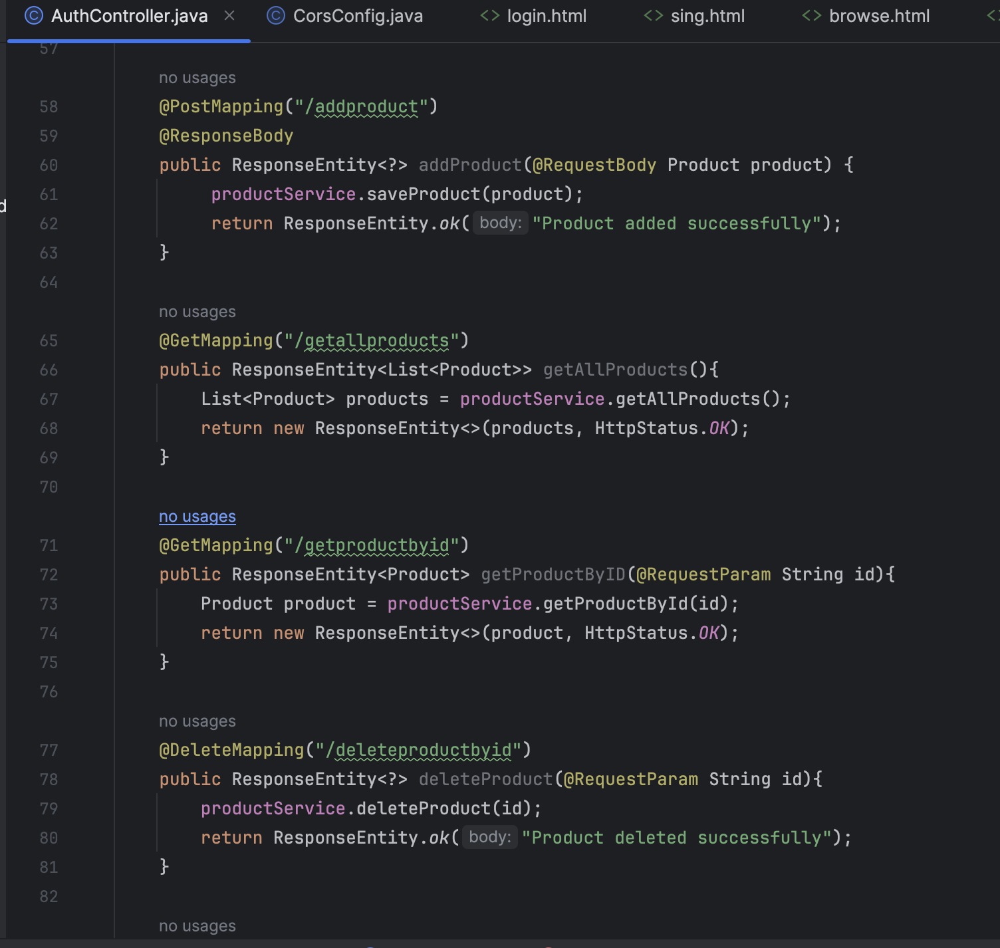 AuthController.java × CorsConfig.java <> login.html <> sing.html <> browse.html
57
no usages
58 @PostMapping("/addproduct")
59 @ResponseBody
60 public ResponseEntity<?> addProduct(@RequestBody Product product) {
61 productService.saveProduct(product);
62 return ResponseEntity.ok( body: "Product added successfully");
63 }
64
no usages
65 @GetMapping("/getallproducts")
66 public ResponseEntity<List<Product>> getAllProducts(){
67 List<Product> products = productService.getAllProducts();
68 return new ResponseEntity<>(products, HttpStatus.OK);
69 }
70
no usages
71 @GetMapping("/getproductbyid")
72 public ResponseEntity<Product> getProductByID(@RequestParam String id){
73 Product product = productService.getProductById(id);
74 return new ResponseEntity<>(product, HttpStatus.OK);
75 }
76
no usages
77 @DeleteMapping("/deleteproductbyid")
78 public ResponseEntity<?> deleteProduct(@RequestParam String id){
79 productService.deleteProduct(id);
80 return ResponseEntity.ok( body: "Product deleted successfully");
81 }
82
no usages